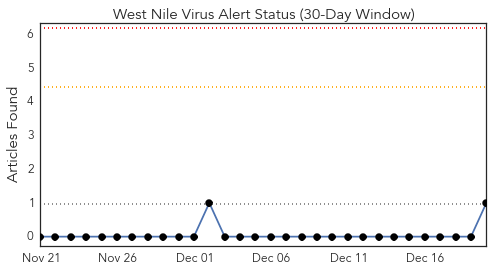 West Nile Virus Alert Status (30-Day Window)
Articles Found
6
5
4
3
2
1
0
Nov 21 Nov 26 Dec 01 Dec 06 Dec 11 Dec 16